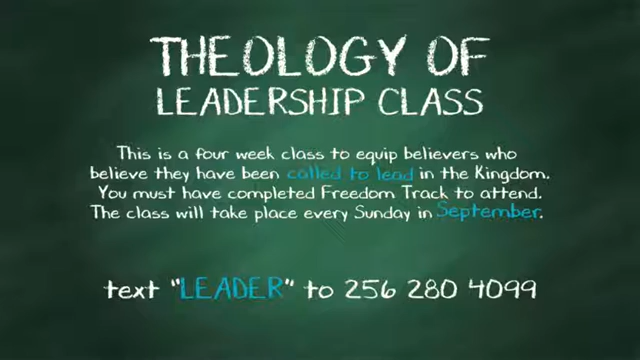 THEOLOGY OF
LEADERSHIP CLASS
This is a four week class to equip believers who
believe they have been called to lead in the Kingdom.
You must have completed Freedom Track to attend.
The class will take place every Sunday in September.
text "LEADER" to 256 280 4099